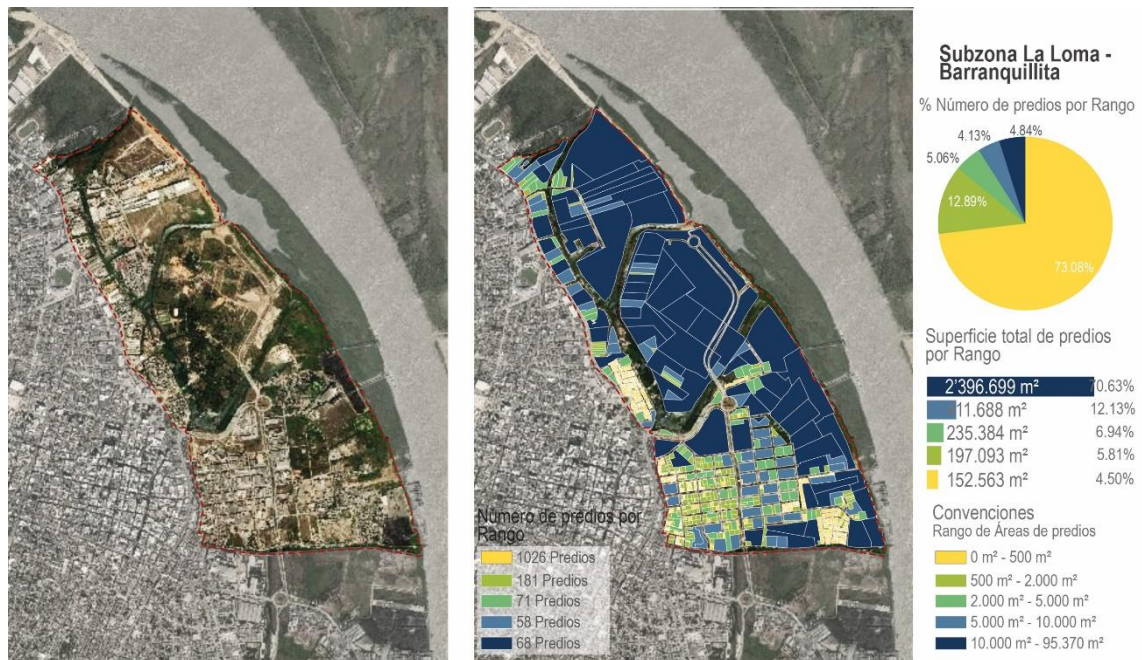 Subzona La Loma -
Barranquillita
% Número de predios por Rango
4.13%
4.84%
5.06%
12.89%
73.08%
Superficie total de predios
por Rango
2'396.699 m² 70.63%
11.688 m² 12.13%
235.384 m² 6.94%
197.093 m² 5.81%
152.563 m² 4.50%
Convenciones
Rango de Áreas de predios
0 m² - 500 m²
500 m² - 2.000 m²
2.000 m² - 5.000 m²
5.000 m² - 10.000 m²
10.000 m² - 95.370 m²
Número de predios por
Rango
1026 Predios
181 Predios
71 Predios
58 Predios
68 Predios